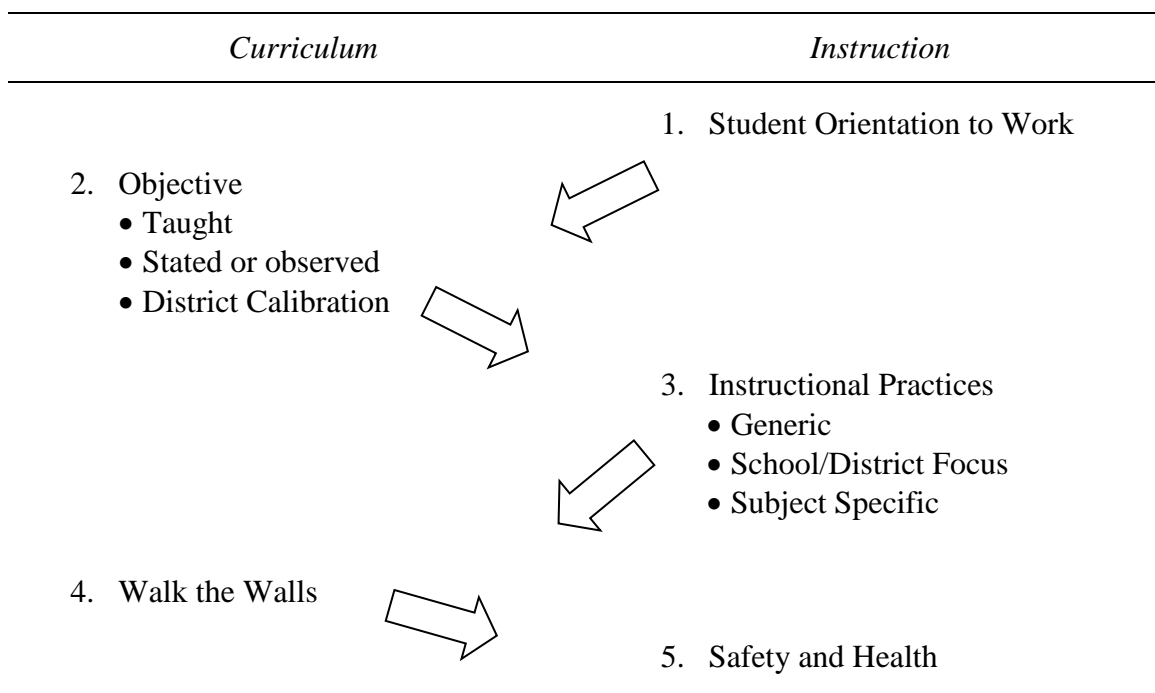 Curriculum Instruction
1. Student Orientation to Work
2. Objective
• Taught
• Stated or observed
• District Calibration
3. Instructional Practices
• Generic
• School/District Focus
• Subject Specific
4. Walk the Walls
5. Safety and Health